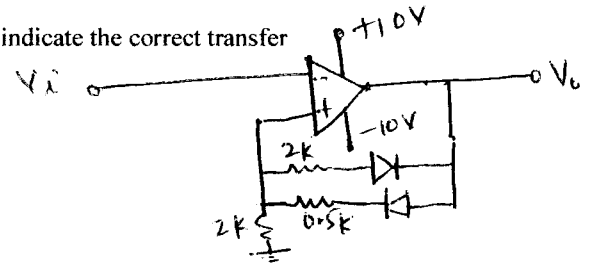 indicate the correct transfer
+10V
Vi
Vo
-
+
-10V
2K
0.5K
2K